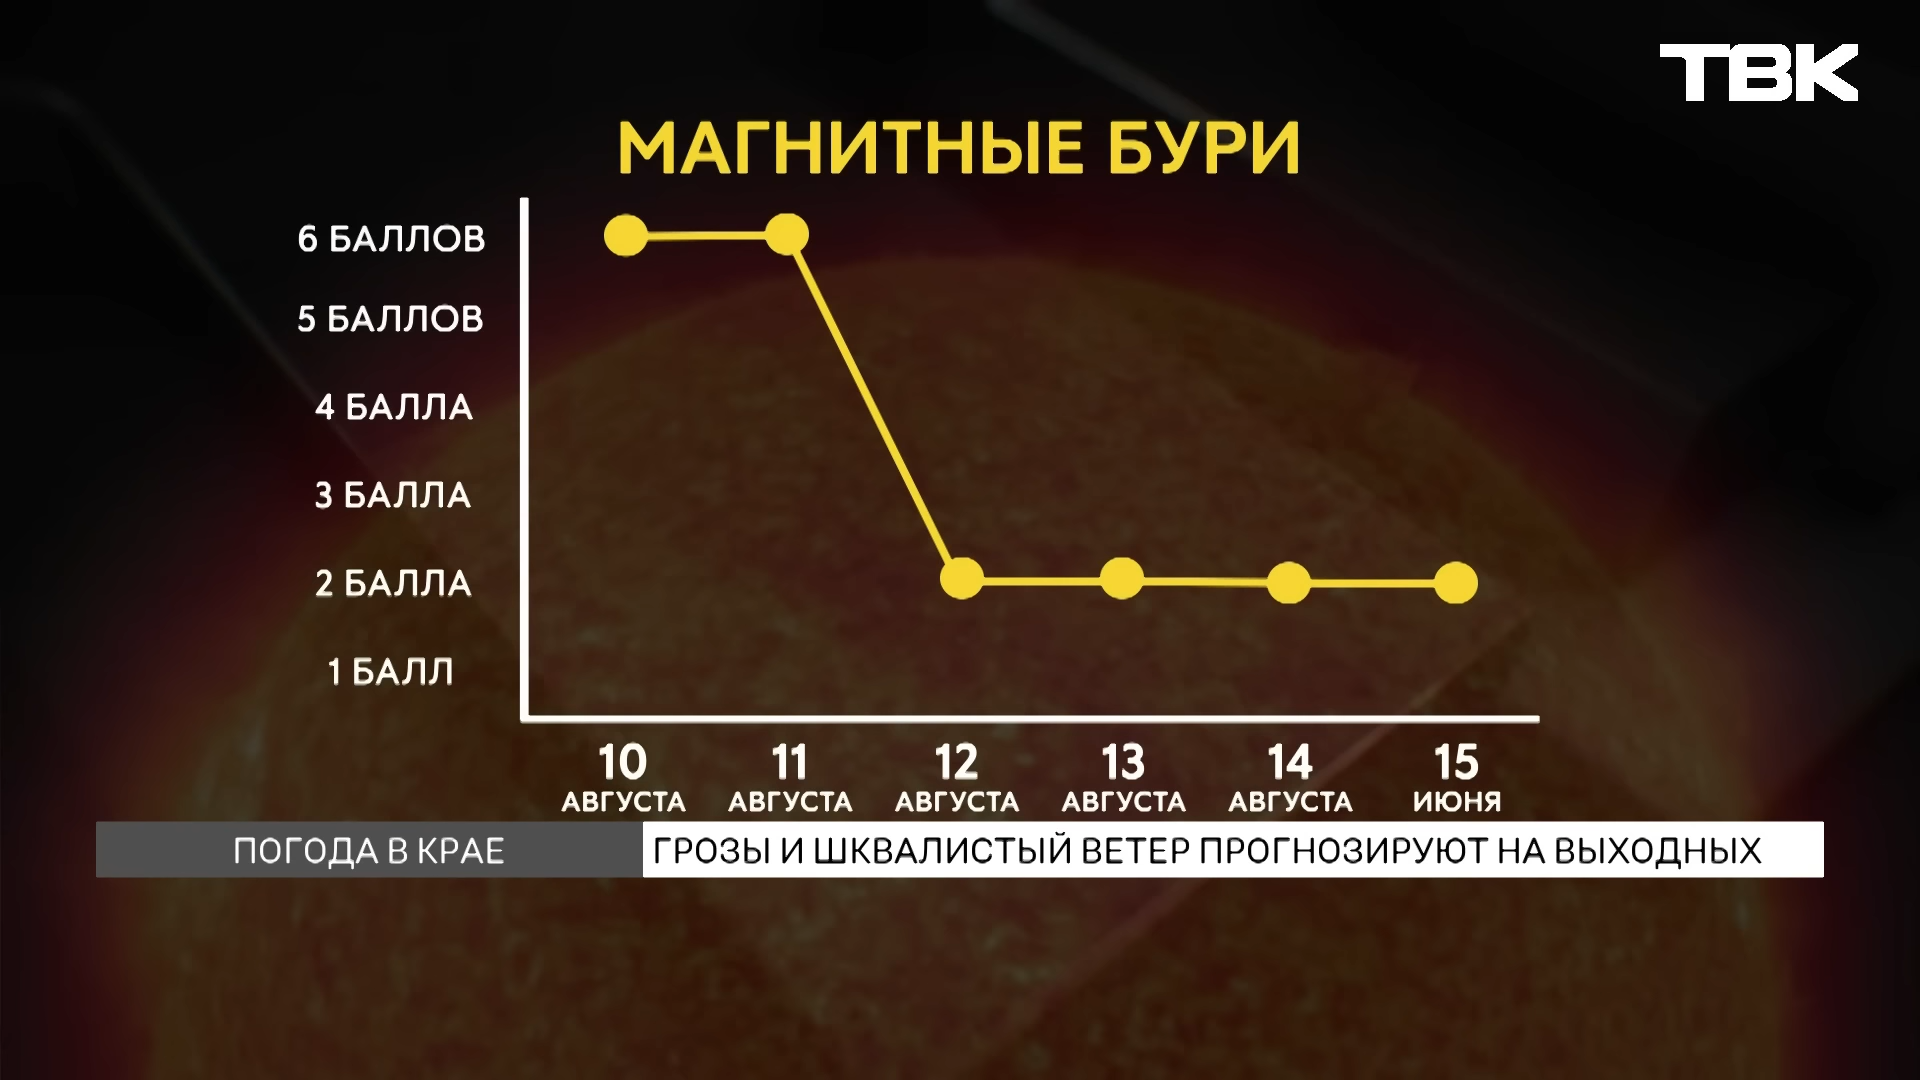 ТВК
МАГНИТНЫЕ БУРИ
6 БАЛЛОВ
5 БАЛЛОВ
4 БАЛЛА
3 БАЛЛА
2 БАЛЛА
1 БАЛЛ
10 11 12 13 14 15
АВГУСТА АВГУСТА АВГУСТА АВГУСТА АВГУСТА ИЮНЯ
ПОГОДА В КРАЕ ГРОЗЫ И ШКВАЛИСТЫЙ ВЕТЕР ПРОГНОЗИРУЮТ НА ВЫХОДНЫХ